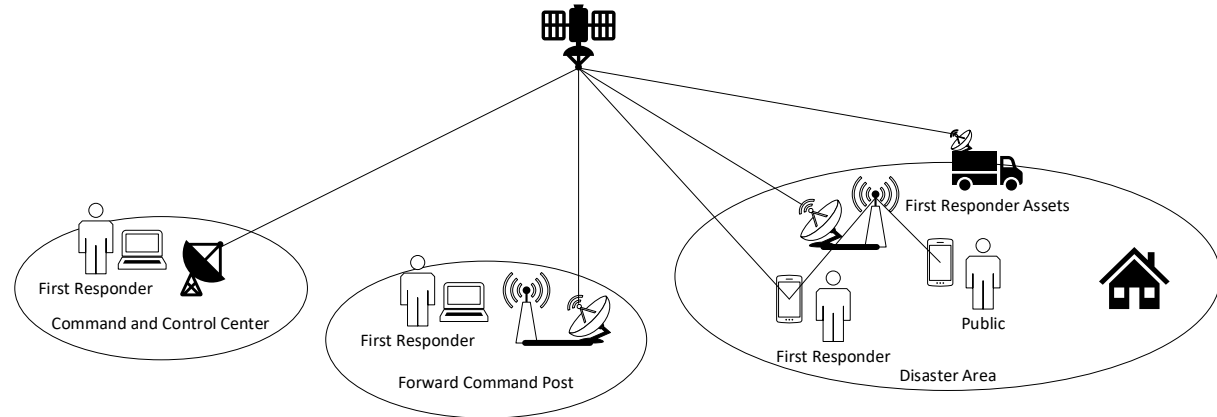 First Responder Assets
First Responder
Command and Control Center
First Responder
Forward Command Post
Public
First Responder
Disaster Area